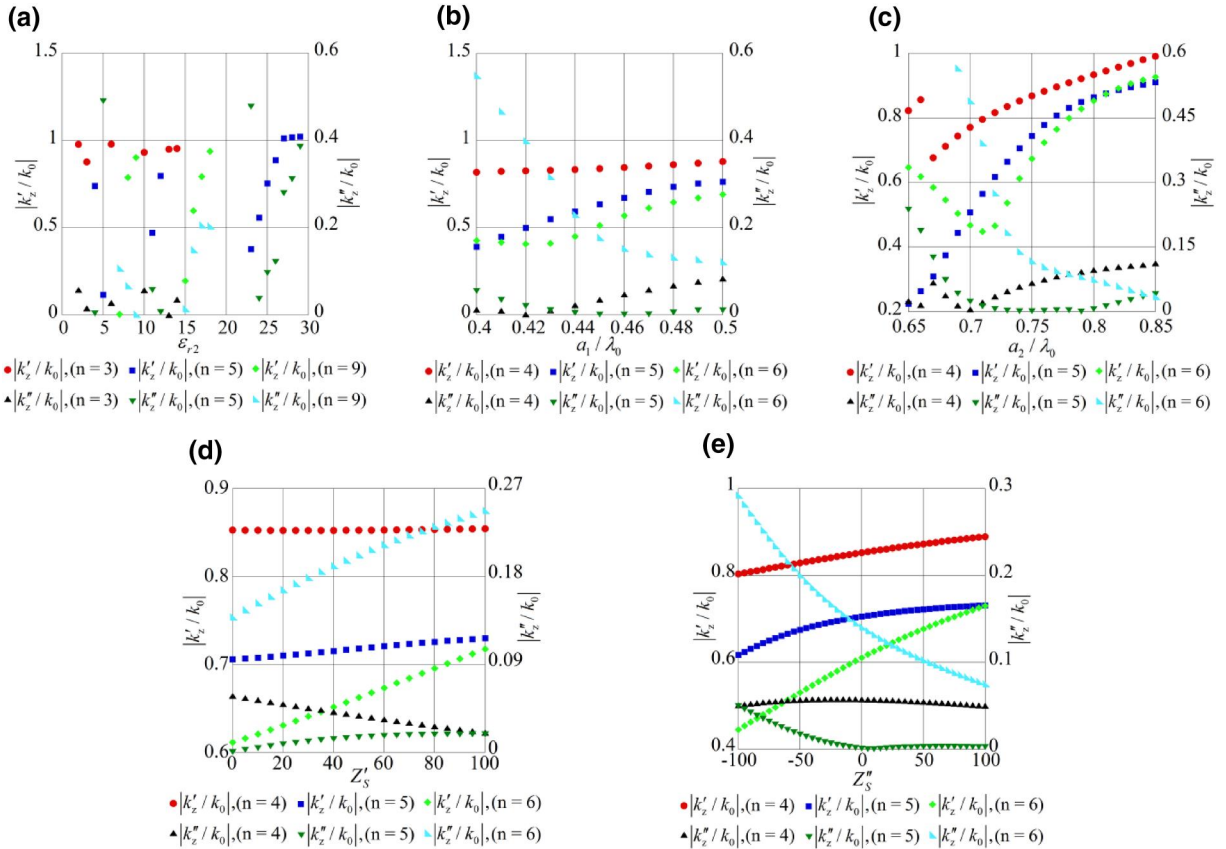 (a)
1.5
1
0.5
0
|k′z / k0|
0.6
0.4
0.2
0
|k″z / k0|
0 5 10 15 20 25 30
εr2
|k′z / k0|,(n = 3) |k′z / k0|,(n = 5) |k′z / k0|,(n = 9)
|k″z / k0|,(n = 3) |k″z / k0|,(n = 5) |k″z / k0|,(n = 9)
(b)
1.5
1
0.5
0
|k′z / k0|
0.6
0.4
0.2
0
|k″z / k0|
0.4 0.42 0.44 0.46 0.48 0.5
a1 / λ0
|k′z / k0|,(n = 4) |k′z / k0|,(n = 5) |k′z / k0|,(n = 6)
|k″z / k0|,(n = 4) |k″z / k0|,(n = 5) |k″z / k0|,(n = 6)
(c)
1
0.8
0.6
0.4
0.2
|k′z / k0|
0.6
0.45
0.3
0.15
0
|k″z / k0|
0.65 0.7 0.75 0.8 0.85
a2 / λ0
|k′z / k0|,(n = 4) |k′z / k0|,(n = 5) |k′z / k0|,(n = 6)
|k″z / k0|,(n = 4) |k″z / k0|,(n = 5) |k″z / k0|,(n = 6)
(d)
0.9
0.8
0.7
0.6
|k′z / k0|
0.27
0.18
0.09
0
|k″z / k0|
0 20 40 60 80 100
Z′S
|k′z / k0|,(n = 4) |k′z / k0|,(n = 5) |k′z / k0|,(n = 6)
|k″z / k0|,(n = 4) |k″z / k0|,(n = 5) |k″z / k0|,(n = 6)
(e)
1
0.8
0.6
0.4
|k′z / k0|
0.3
0.2
0.1
0
|k″z / k0|
-100 -50 0 50 100
Z″S
|k′z / k0|,(n = 4) |k′z / k0|,(n = 5) |k′z / k0|,(n = 6)
|k″z / k0|,(n = 4) |k″z / k0|,(n = 5) |k″z / k0|,(n = 6)